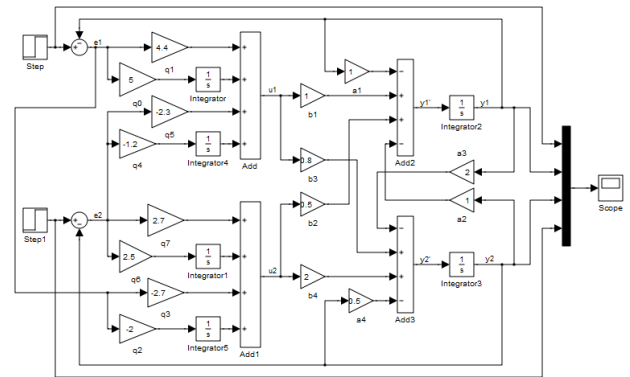 Step
e1
4.4
q1
5
q0
1
s
Integrator
-2.3
q5
-1.2
q4
1
s
Integrator4
+
+
+
+
Add
u1
1
b1
1
a1
0.8
b3
0.5
b2
−
+
+
−
Add2
y1'
1
s
Integrator2
y1
a3
2
1
a2
Scope
Step1
e2
2.7
q7
2.5
q6
1
s
Integrator1
-2.7
q3
-2
q2
1
s
Integrator5
+
+
+
+
Add1
u2
2
b4
0.5
a4
−
+
+
−
Add3
y2'
1
s
Integrator3
y2